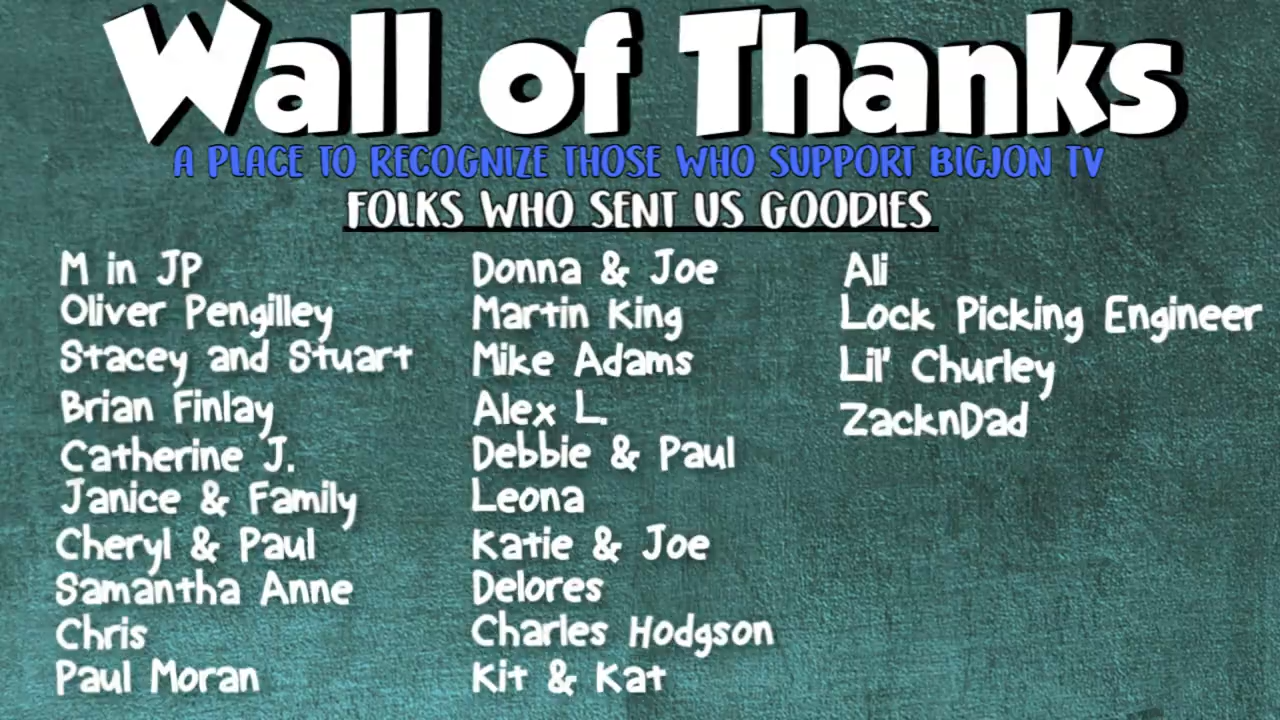 Wall of Thanks
A PLACE TO RECOGNIZE THOSE WHO SUPPORT BIGJON TV
FOLKS WHO SENT US GOODIES
M in JP
Oliver Pengilley
Stacey and Stuart
Brian Finlay
Catherine J.
Janice & Family
Cheryl & Paul
Samantha Anne
Chris
Paul Moran
Donna & Joe
Martin King
Mike Adams
Alex L.
Debbie & Paul
Leona
Katie & Joe
Delores
Charles Hodgson
Kit & Kat
Ali
Lock Picking Engineer
Lil' Churley
ZacknDad